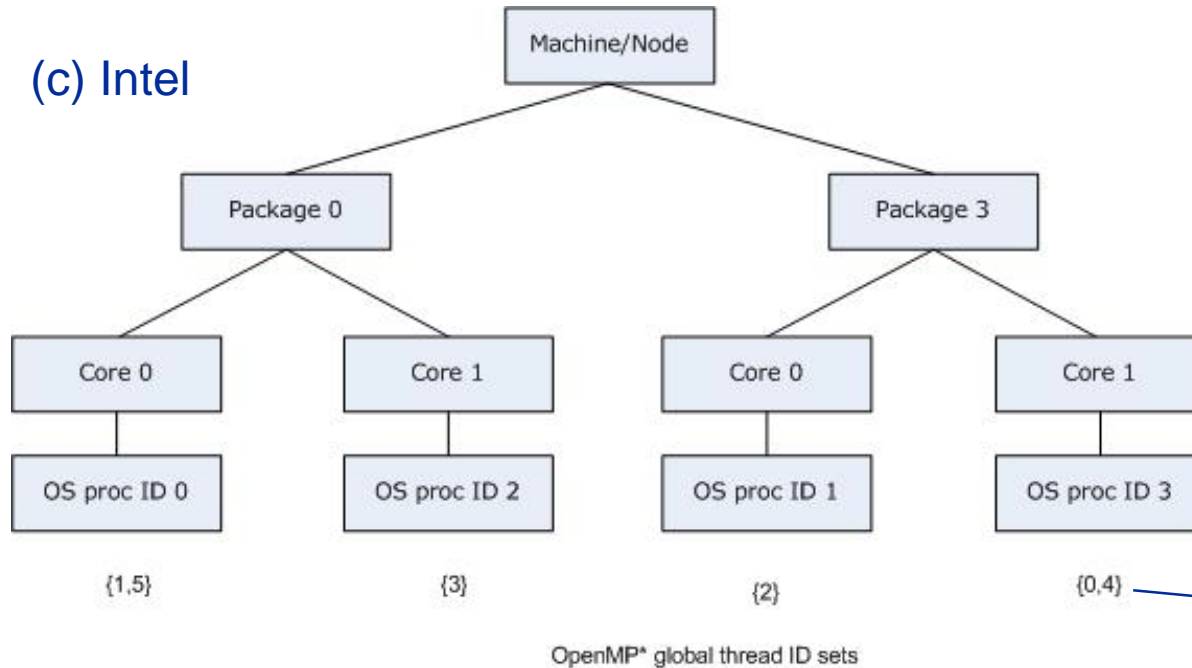 (c) Intel
Machine/Node
Package 0
Package 3
Core 0
Core 1
Core 0
Core 1
OS proc ID 0
OS proc ID 2
OS proc ID 1
OS proc ID 3
{1,5}
{3}
{2}
{0,4}
OpenMP* global thread ID sets